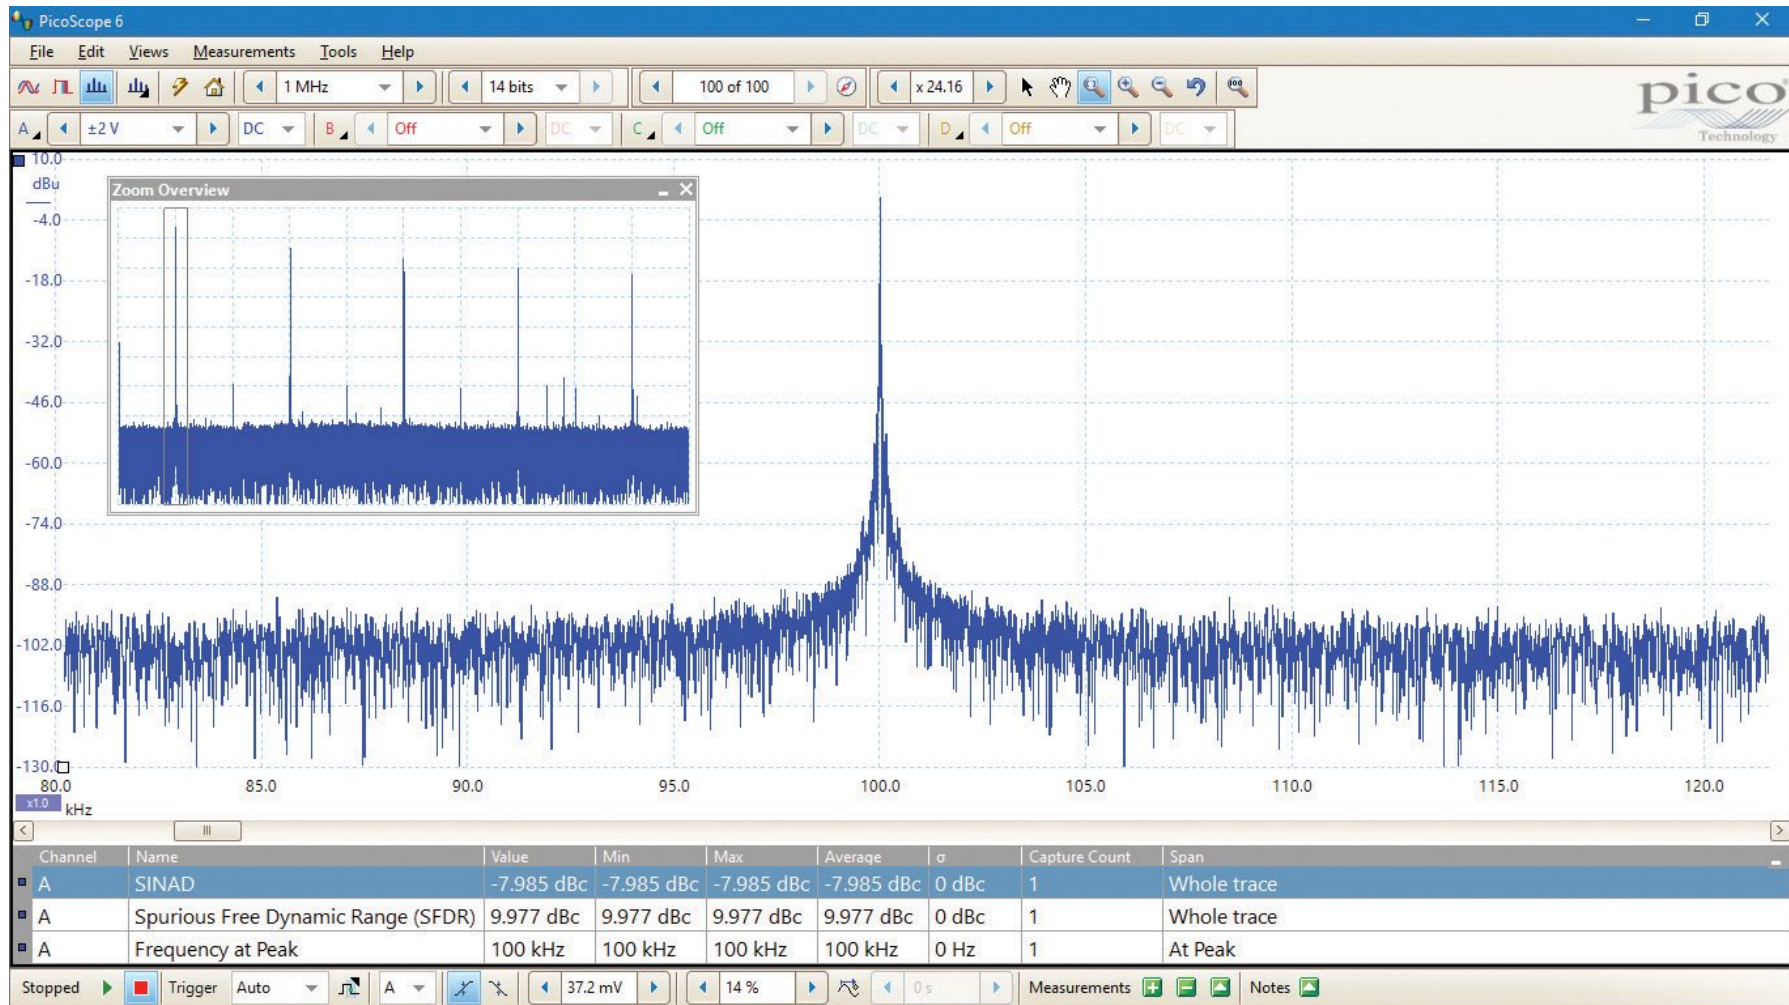 PicoScope 6
File Edit Views Measurements Tools Help
1 MHz 14 bits 100 of 100 x 24.16
pico
Technology
A ±2 V DC B Off DC C Off DC D Off DC
10.0
dBu
Zoom Overview
-4.0
-18.0
-32.0
-46.0
-60.0
-74.0
-88.0
-102.0
-116.0
-130.0
80.0 85.0 90.0 95.0 100.0 105.0 110.0 115.0 120.0
x1.0 kHz
Channel Name Value Min Max Average σ Capture Count Span
A SINAD -7.985 dBc -7.985 dBc -7.985 dBc -7.985 dBc 0 dBc 1 Whole trace
A Spurious Free Dynamic Range (SFDR) 9.977 dBc 9.977 dBc 9.977 dBc 9.977 dBc 0 dBc 1 Whole trace
A Frequency at Peak 100 kHz 100 kHz 100 kHz 100 kHz 0 Hz 1 At Peak
Stopped Trigger Auto A 37.2 mV 14 % 0 s Measurements Notes